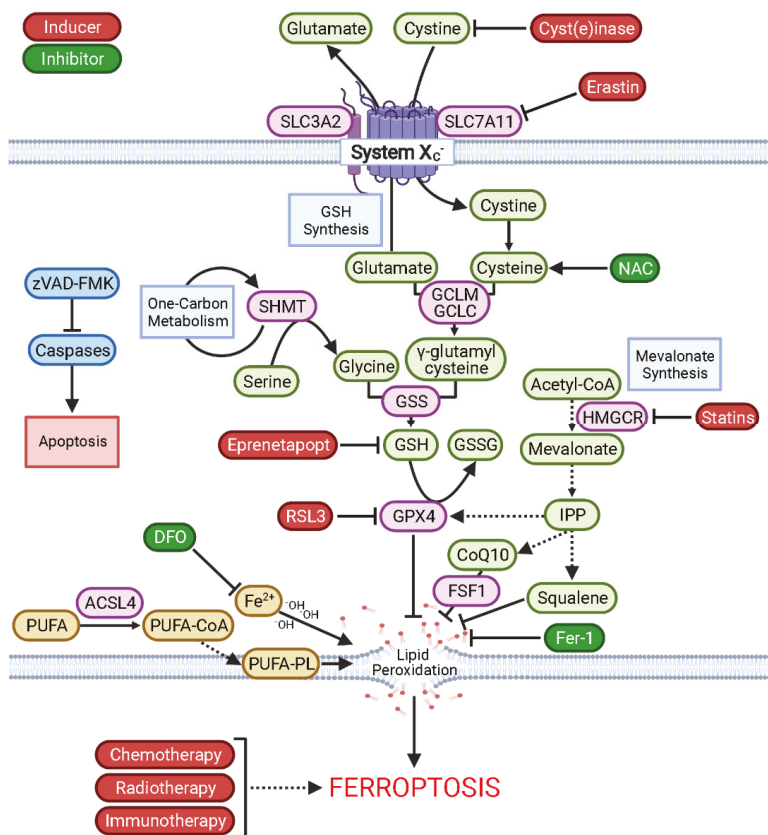 Inducer
Inhibitor
Glutamate
Cystine
Cyst(e)inase
Erastin
SLC3A2
SLC7A11
System Xc-
GSH
Synthesis
Cystine
Glutamate
Cysteine
NAC
zVAD-FMK
Caspases
Apoptosis
One-Carbon
Metabolism
SHMT
Serine
Glycine
GCLM
GCLC
γ-glutamyl
cysteine
GSS
Mevalonate
Synthesis
Acetyl-CoA
HMGCR
Statins
Mevalonate
Eprenetapopt
GSH
GSSG
RSL3
GPX4
IPP
CoQ10
FSF1
Squalene
Fer-1
DFO
Fe2+
-OH
-OH
-OH
ACSL4
PUFA
PUFA-CoA
PUFA-PL
Lipid
Peroxidation
Chemotherapy
Radiotherapy
Immunotherapy
FERROPTOSIS